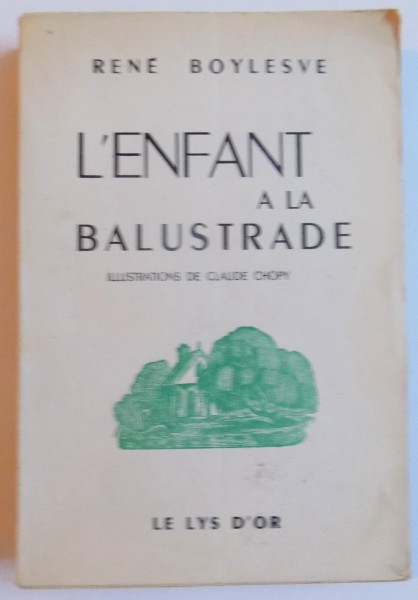 RENÉ BOYLESVE
L'ENFANT
A LA
BALUSTRADE
ILLUSTRATIONS DE CLAUDE CHOPY
LE LYS D'OR